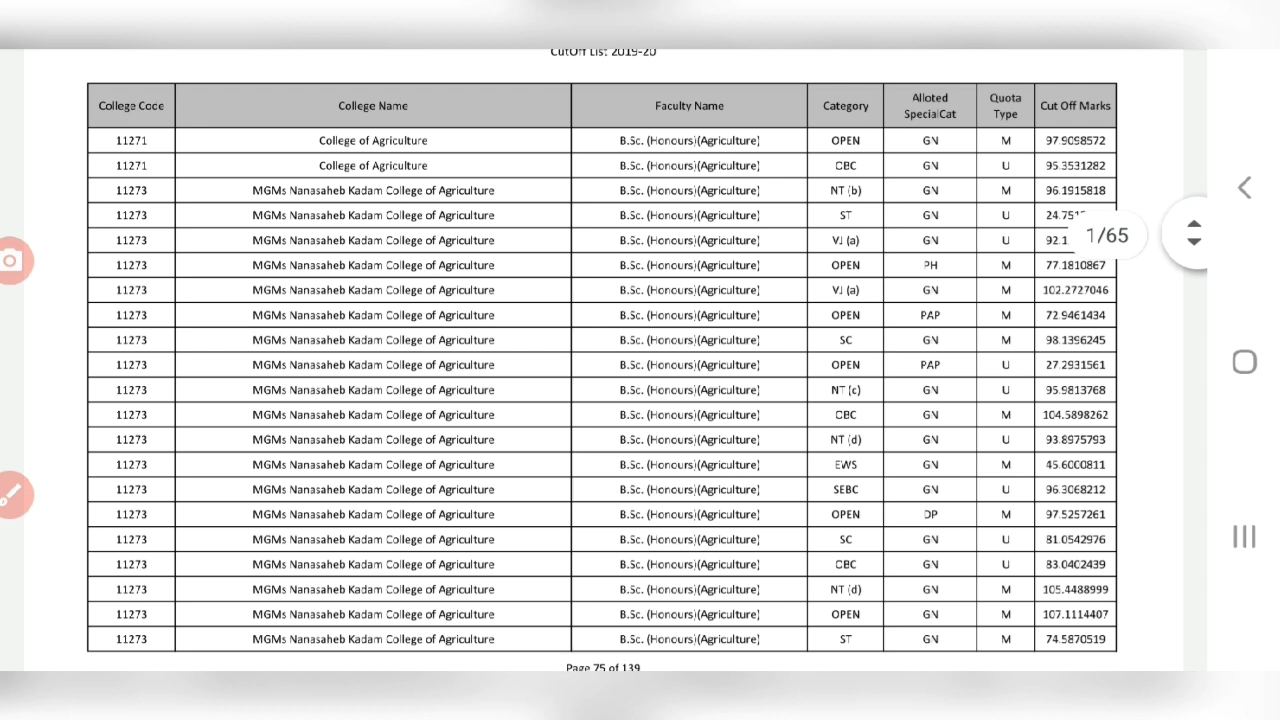 CutOff List 2019-20
College Code College Name Faculty Name Category Alloted SpecialCat Quota Type Cut Off Marks
11271 College of Agriculture B.Sc. (Honours)(Agriculture) OPEN GN M 97.9098572
11271 College of Agriculture B.Sc. (Honours)(Agriculture) OBC GN U 95.3531282
11273 MGMs Nanasaheb Kadam College of Agriculture B.Sc. (Honours)(Agriculture) NT (b) GN M 96.1915818
11273 MGMs Nanasaheb Kadam College of Agriculture B.Sc. (Honours)(Agriculture) ST GN U
11273 MGMs Nanasaheb Kadam College of Agriculture B.Sc. (Honours)(Agriculture) VJ (a) GN U 92.1
1/65
11273 MGMs Nanasaheb Kadam College of Agriculture B.Sc. (Honours)(Agriculture) OPEN PH M 77.1810867
11273 MGMs Nanasaheb Kadam College of Agriculture B.Sc. (Honours)(Agriculture) VJ (a) GN M 102.2727046
11273 MGMs Nanasaheb Kadam College of Agriculture B.Sc. (Honours)(Agriculture) OPEN PAP M 72.9461434
11273 MGMs Nanasaheb Kadam College of Agriculture B.Sc. (Honours)(Agriculture) SC GN M 98.1396245
11273 MGMs Nanasaheb Kadam College of Agriculture B.Sc. (Honours)(Agriculture) OPEN PAP U 27.2931561
11273 MGMs Nanasaheb Kadam College of Agriculture B.Sc. (Honours)(Agriculture) NT (c) GN U 95.9813768
11273 MGMs Nanasaheb Kadam College of Agriculture B.Sc. (Honours)(Agriculture) OBC GN M 104.5898262
11273 MGMs Nanasaheb Kadam College of Agriculture B.Sc. (Honours)(Agriculture) NT (d) GN U 93.8975793
11273 MGMs Nanasaheb Kadam College of Agriculture B.Sc. (Honours)(Agriculture) EWS GN M 45.6000811
11273 MGMs Nanasaheb Kadam College of Agriculture B.Sc. (Honours)(Agriculture) SEBC GN U 96.3068212
11273 MGMs Nanasaheb Kadam College of Agriculture B.Sc. (Honours)(Agriculture) OPEN DP M 97.5257261
11273 MGMs Nanasaheb Kadam College of Agriculture B.Sc. (Honours)(Agriculture) SC GN U 81.0542976
11273 MGMs Nanasaheb Kadam College of Agriculture B.Sc. (Honours)(Agriculture) OBC GN U 83.0402439
11273 MGMs Nanasaheb Kadam College of Agriculture B.Sc. (Honours)(Agriculture) NT (d) GN M 105.4488999
11273 MGMs Nanasaheb Kadam College of Agriculture B.Sc. (Honours)(Agriculture) OPEN GN M 107.1114407
11273 MGMs Nanasaheb Kadam College of Agriculture B.Sc. (Honours)(Agriculture) ST GN M 74.5870519
Page 75 of 139